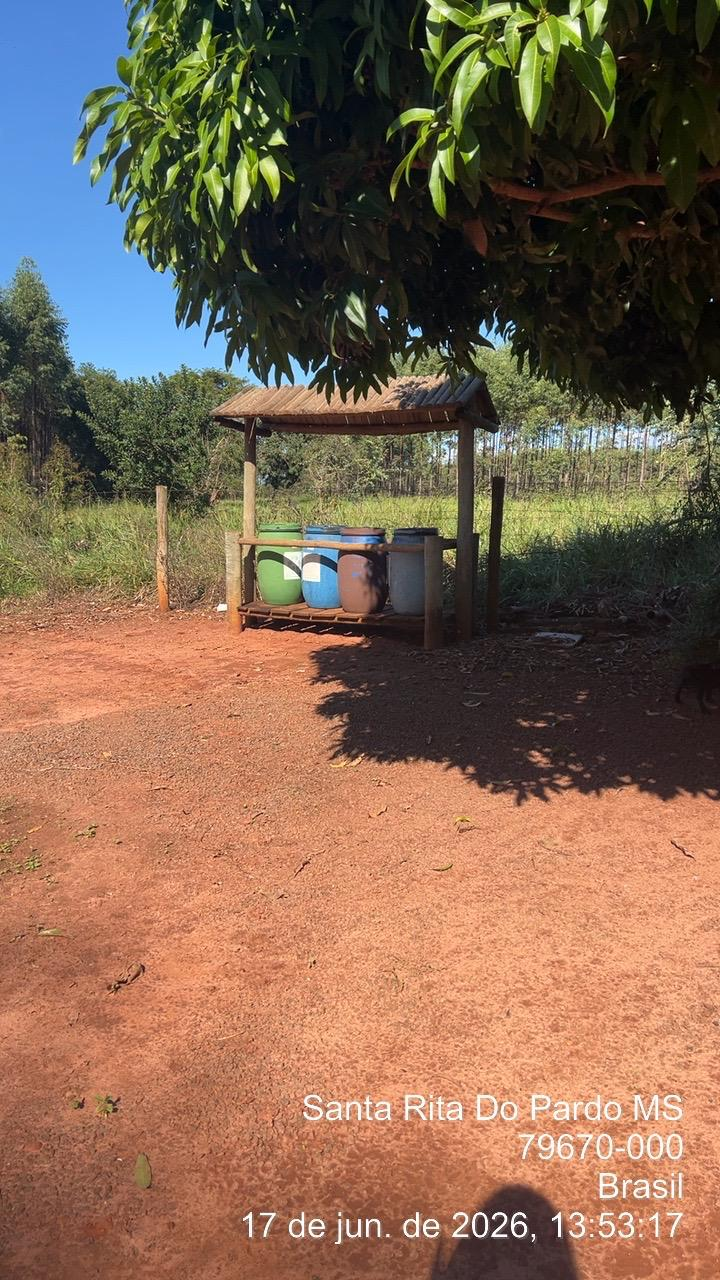 Santa Rita Do Pardo MS
79670-000
Brasil
17 de jun. de 2026, 13:53:17